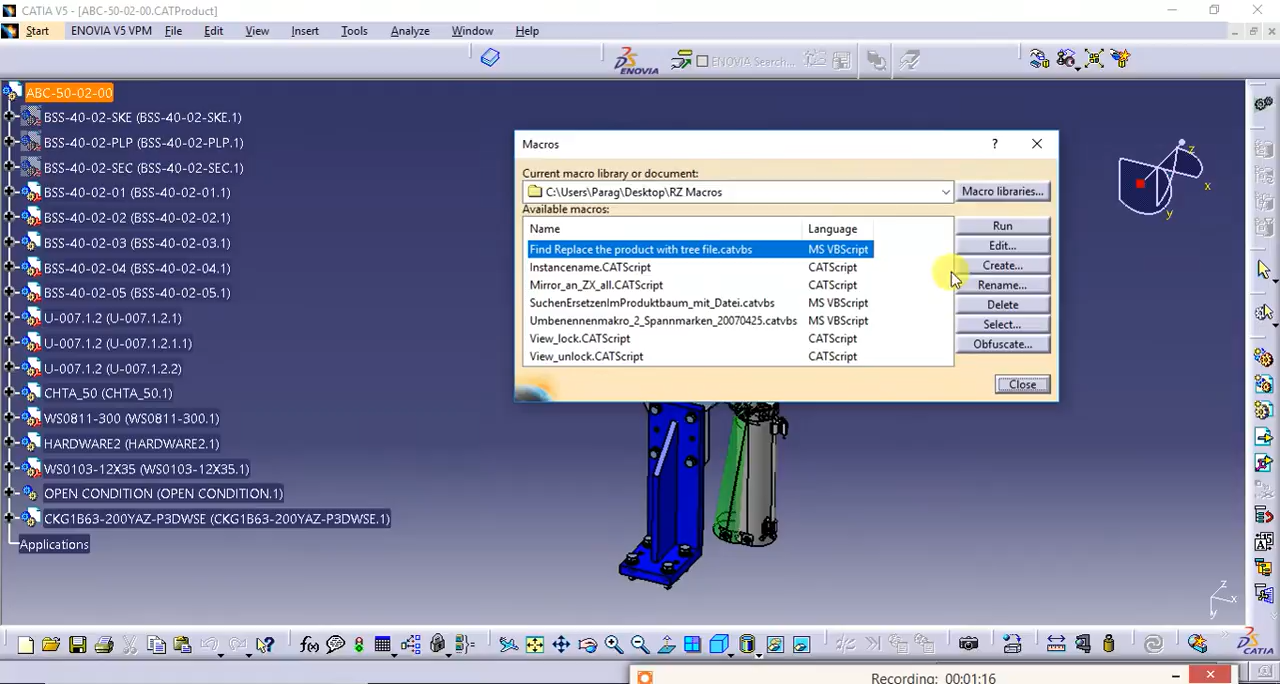 CATIA V5 - [ABC-50-02-00.CATProduct]
Start ENOVIA V5 VPM File Edit View Insert Tools Analyze Window Help
ENOVIA
ENOVIA Search...
ABC-50-02-00
BSS-40-02-SKE (BSS-40-02-SKE.1)
BSS-40-02-PLP (BSS-40-02-PLP.1)
BSS-40-02-SEC (BSS-40-02-SEC.1)
BSS-40-02-01 (BSS-40-02-01.1)
BSS-40-02-02 (BSS-40-02-02.1)
BSS-40-02-03 (BSS-40-02-03.1)
BSS-40-02-04 (BSS-40-02-04.1)
BSS-40-02-05 (BSS-40-02-05.1)
U-007.1.2 (U-007.1.2.1)
U-007.1.2 (U-007.1.2.1.1)
U-007.1.2 (U-007.1.2.2)
CHTA_50 (CHTA_50.1)
WS0811-300 (WS0811-300.1)
HARDWARE2 (HARDWARE2.1)
WS0103-12X35 (WS0103-12X35.1)
OPEN CONDITION (OPEN CONDITION.1)
CKG1B63-200YAZ-P3DWSE (CKG1B63-200YAZ-P3DWSE.1)
Applications
Macros
?
Current macro library or document:
C:\Users\Parag\Desktop\RZ Macros
Macro libraries...
Available macros:
Name Language
Find Replace the product with tree file.catvbs MS VBScript
Instancename.CATScript CATScript
Mirror_an_ZX_all.CATScript CATScript
SuchenErsetzenImProduktbaum_mit_Datei.catvbs MS VBScript
Umbenennenmakro_2_Spannmarken_20070425.catvbs MS VBScript
View_lock.CATScript CATScript
View_unlock.CATScript CATScript
Run
Edit...
Create...
Rename...
Delete
Select...
Obfuscate...
Close
z
x
y
z
x
y
f(x)
CATIA
Recording: 00:01:16